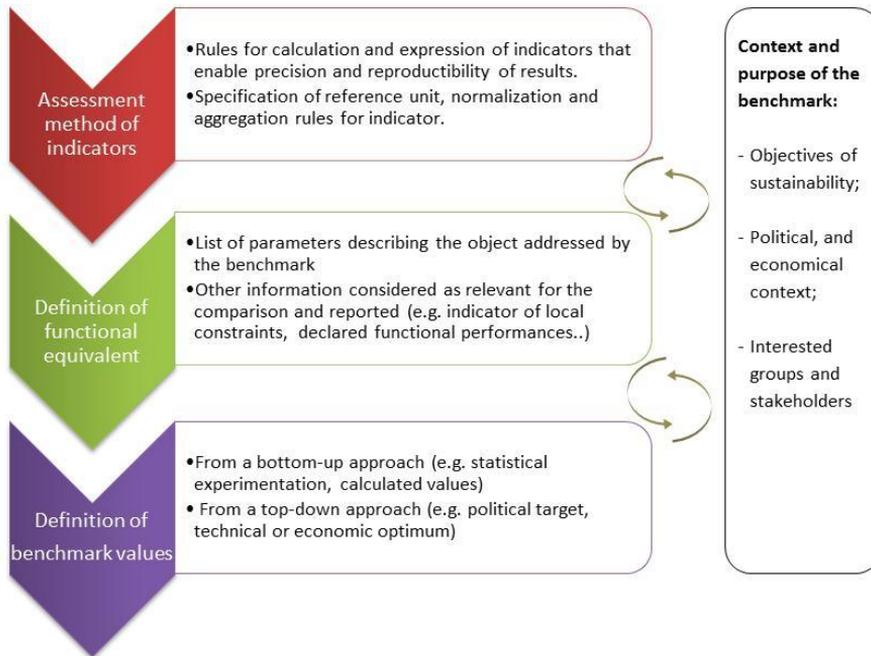 Assessment
method of
indicators
•Rules for calculation and expression of indicators that
enable precision and reproductibility of results.
•Specification of reference unit, normalization and
aggregation rules for indicator.
Definition of
functional
equivalent
•List of parameters describing the object addressed by
the benchmark
•Other information considered as relevant for the
comparison and reported (e.g. indicator of local
constraints, declared functional performances..)
Definition of
benchmark values
•From a bottom-up approach (e.g. statistical
experimentation, calculated values)
• From a top-down approach (e.g. political target,
technical or economic optimum)
Context and
purpose of the
benchmark:
- Objectives of
sustainability;
- Political, and
economical
context;
- Interested
groups and
stakeholders